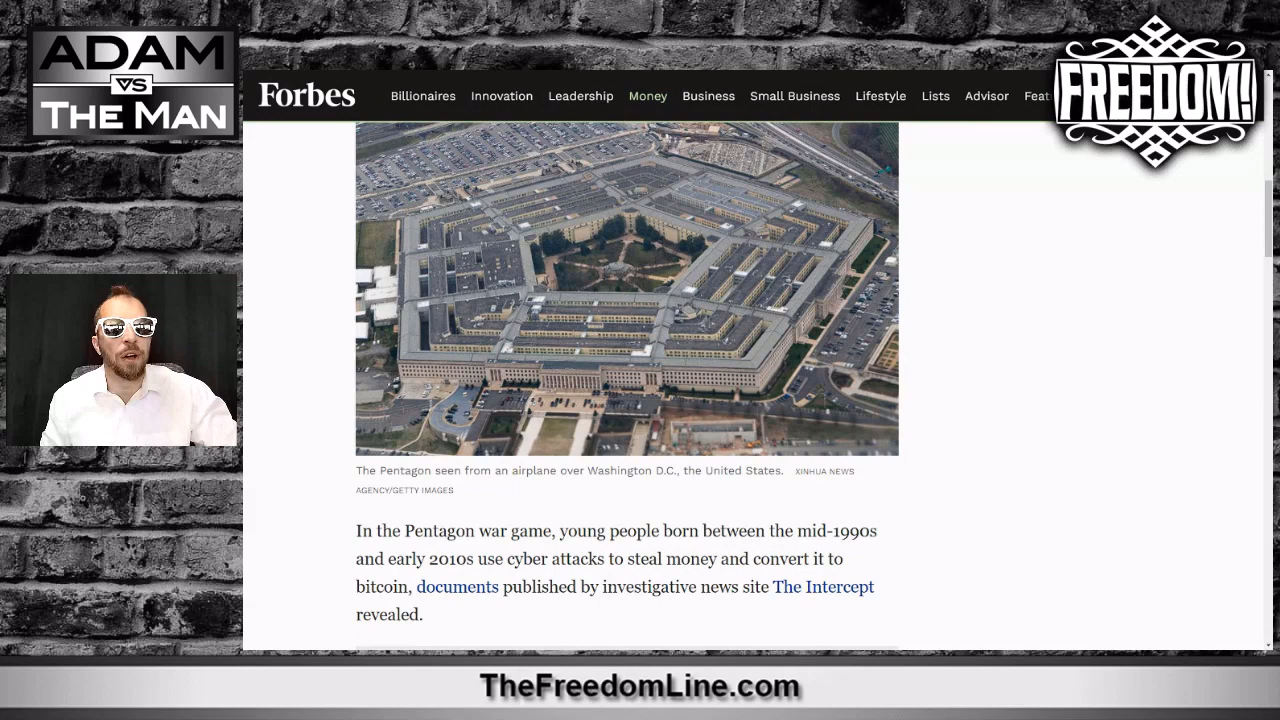 ADAM
VS
THE MAN
FREEDOM!
Forbes
Billionaires Innovation Leadership Money Business Small Business Lifestyle Lists Advisor Feat
The Pentagon seen from an airplane over Washington D.C., the United States. XINHUA NEWS
AGENCY/GETTY IMAGES
In the Pentagon war game, young people born between the mid-1990s
and early 2010s use cyber attacks to steal money and convert it to
bitcoin, documents published by investigative news site The Intercept
revealed.
TheFreedomLine.com